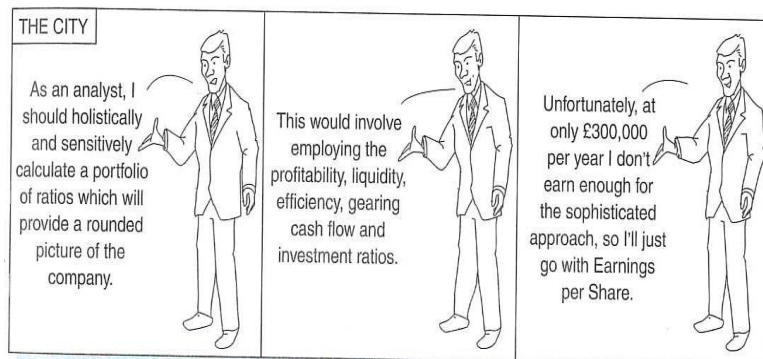 THE CITY
As an analyst, I
should holistically
and sensitively
calculate a portfolio
of ratios which will
provide a rounded
picture of the
company.
This would involve
employing the
profitability, liquidity,
efficiency, gearing
cash flow and
investment ratios.
Unfortunately, at
only £300,000
per year I don't
earn enough for
the sophisticated
approach, so I'll just
go with Earnings
per Share.